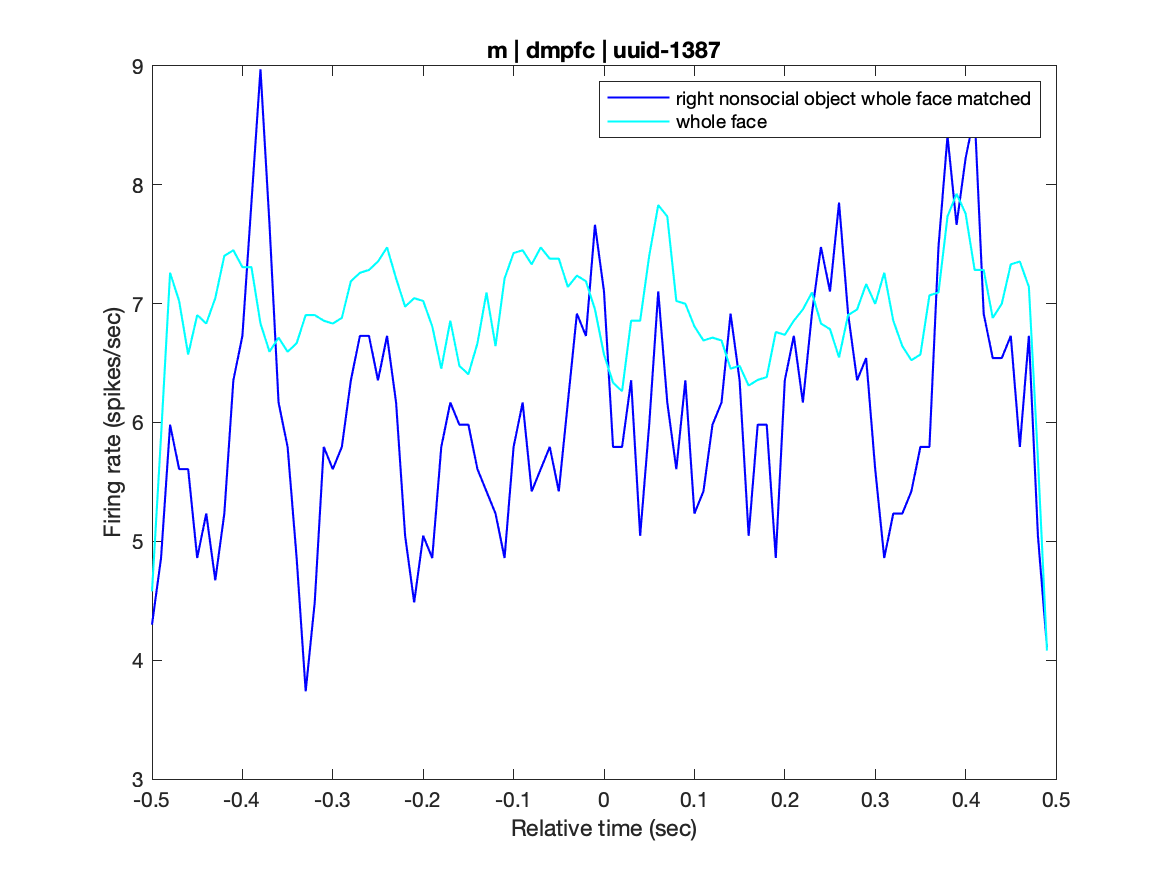 m | dmpfc | uuid-1387
right nonsocial object whole face matched
whole face
Firing rate (spikes/sec)
9
8
7
6
5
4
3
-0.5 -0.4 -0.3 -0.2 -0.1 0 0.1 0.2 0.3 0.4 0.5
Relative time (sec)